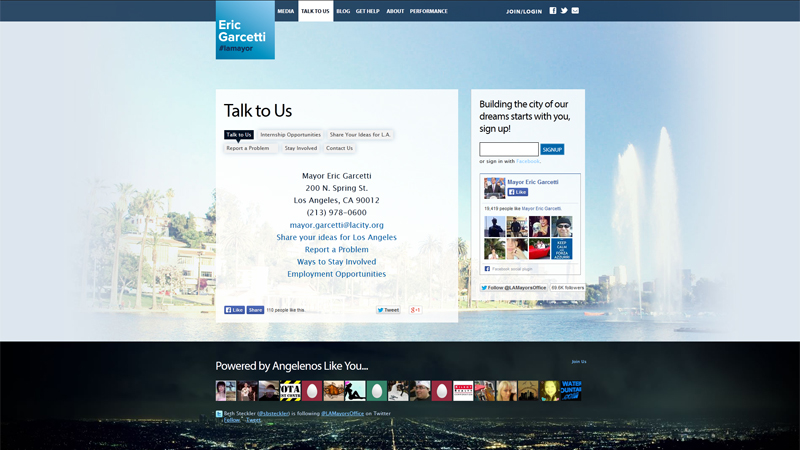 Eric
Garcetti
#lamayor
MEDIA TALK TO US BLOG GET HELP ABOUT PERFORMANCE
JOIN/LOGIN
Talk to Us
Talk to Us Internship Opportunities Share Your Ideas for L.A.
Report a Problem Stay Involved Contact Us
Mayor Eric Garcetti
200 N. Spring St.
Los Angeles, CA 90012
(213) 978-0600
mayor.garcetti@lacity.org
Share your ideas for Los Angeles
Report a Problem
Ways to Stay Involved
Employment Opportunities
Like Share 110 people like this. Tweet g+1
Building the city of our
dreams starts with you,
sign up!
SIGNUP
or sign in with Facebook.
Mayor Eric Garcetti
Like
19,419 people like Mayor Eric Garcetti.
KEEP
CALM
FORZA
AZZURRI
Facebook social plugin
Follow @LAMayorsOffice 69.6K followers
Powered by Angelenos Like You...
Join Us
OTA
WATER
Beth Steckler (@sbsteckler) is following @LAMayorsOffice on Twitter
Follow Tweet